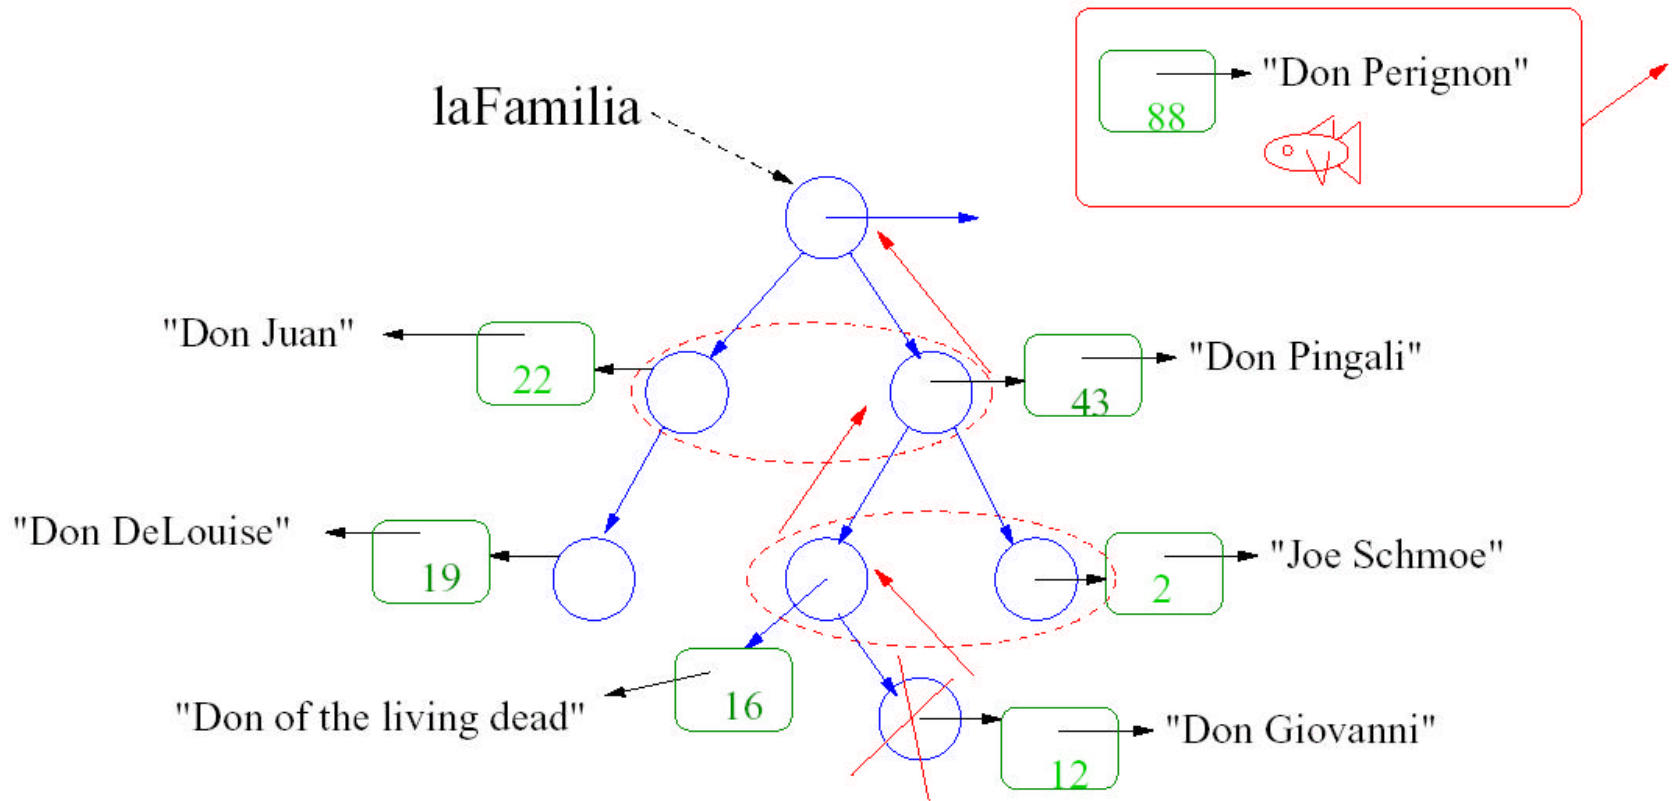 "Don Perignon"
88
laFamilia
"Don Juan"
22
"Don Pingali"
43
"Don DeLouise"
19
"Joe Schmoe"
2
"Don of the living dead"
16
"Don Giovanni"
12